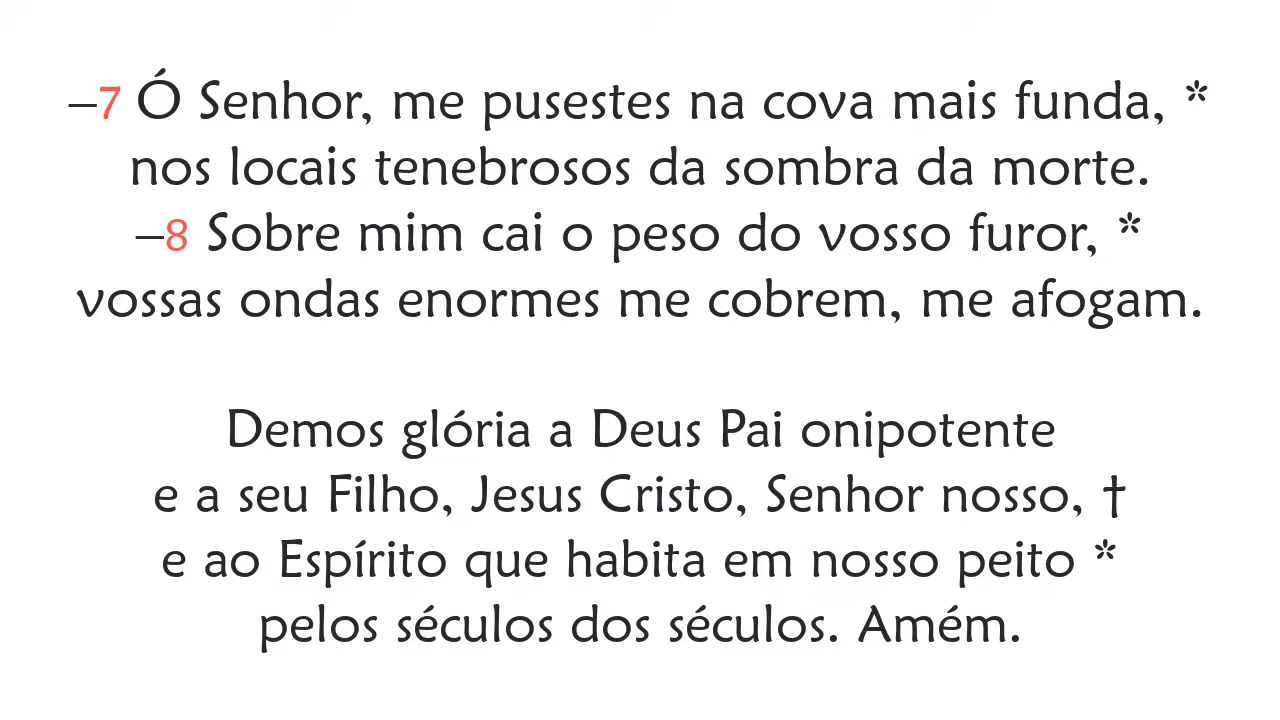 –7 Ó Senhor, me pusestes na cova mais funda, *
nos locais tenebrosos da sombra da morte.
–8 Sobre mim cai o peso do vosso furor, *
vossas ondas enormes me cobrem, me afogam.
Demos glória a Deus Pai onipotente
e a seu Filho, Jesus Cristo, Senhor nosso, †
e ao Espírito que habita em nosso peito *
pelos séculos dos séculos. Amém.